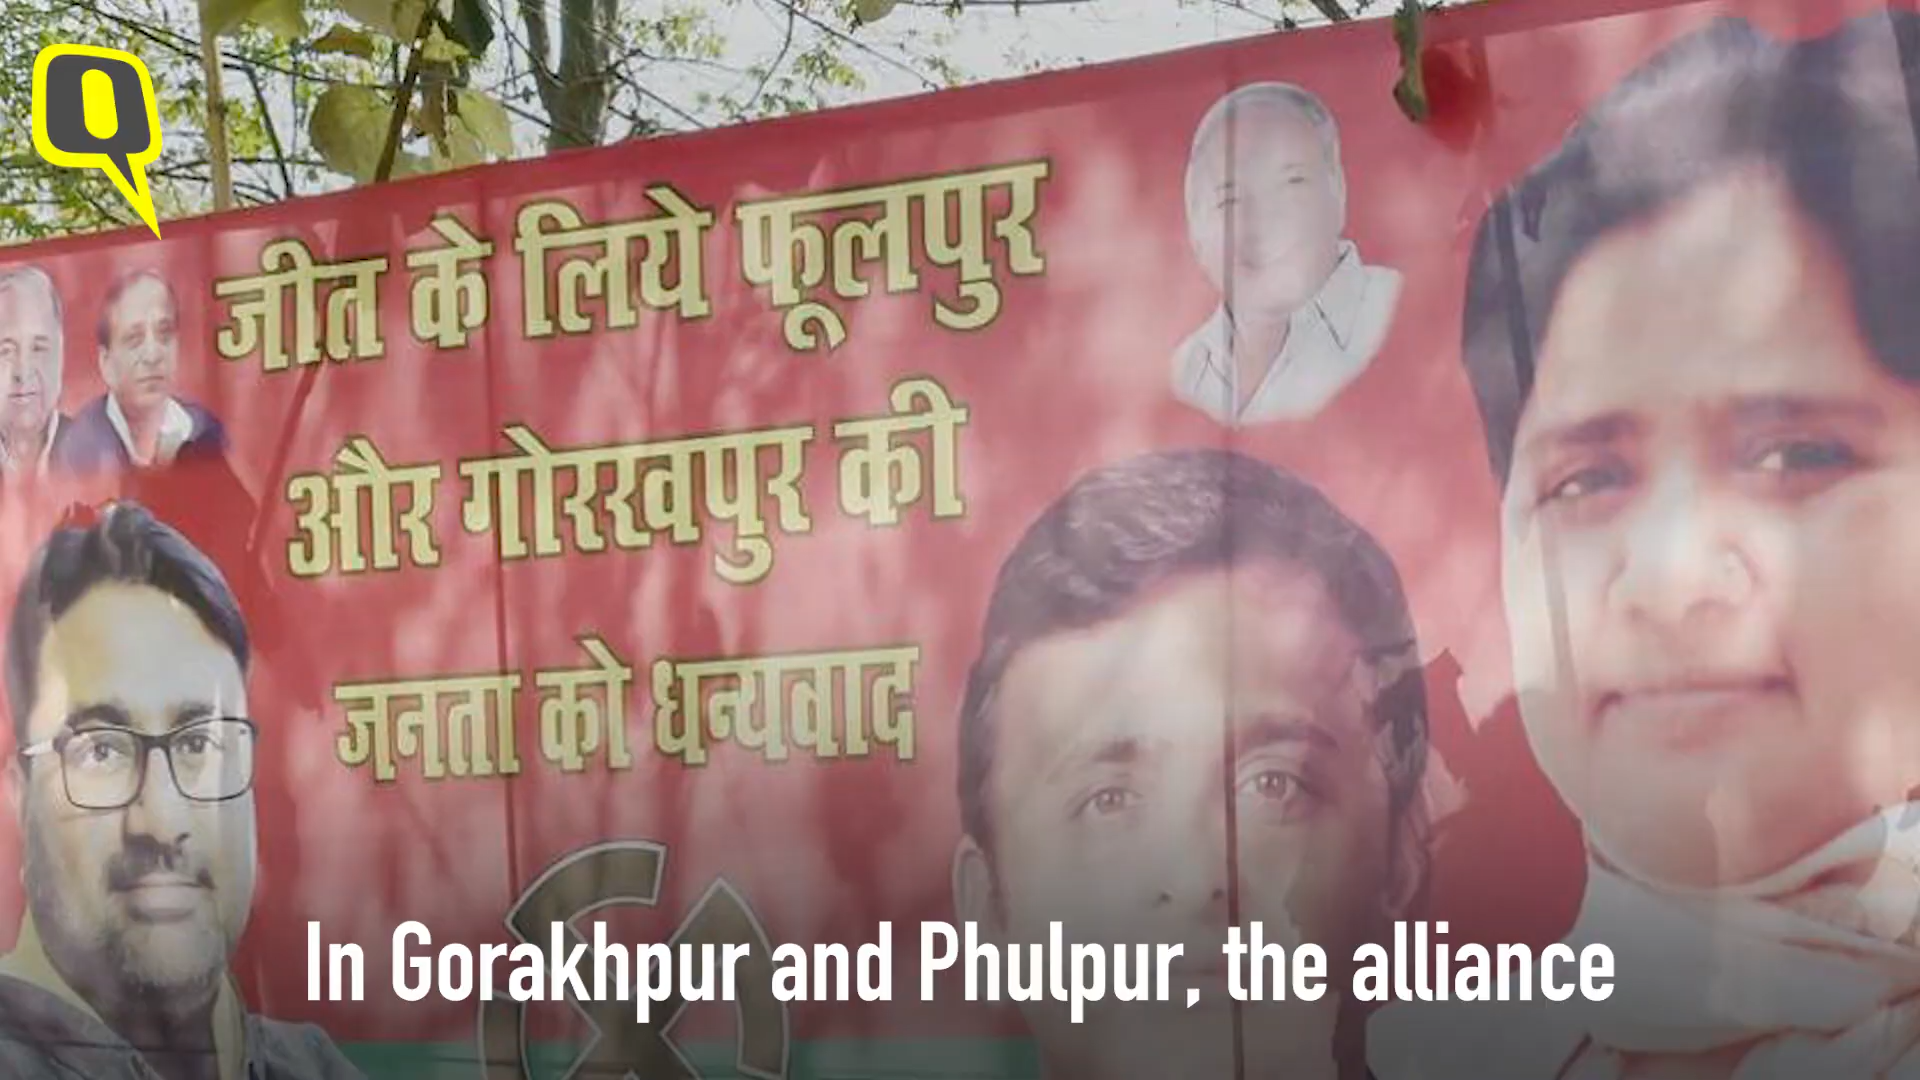 जीत के लिये फूलपुर
और गोरखपुर की
जनता को धन्यवाद
In Gorakhpur and Phulpur, the alliance